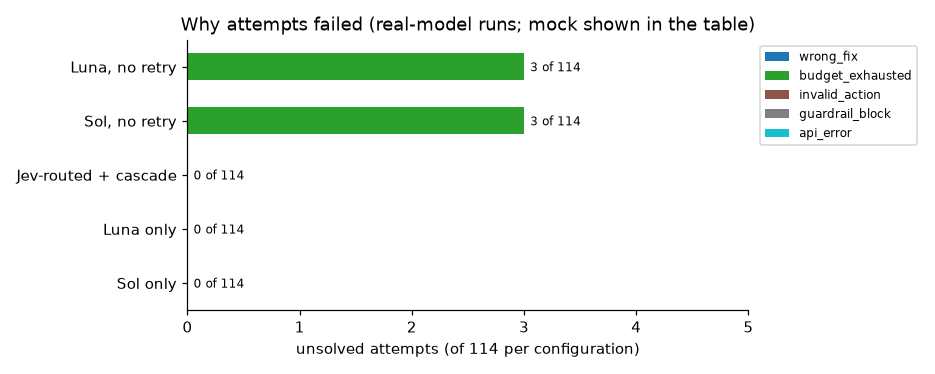 Why attempts failed (real-model runs; mock shown in the table)
Luna, no retry
3 of 114
Sol, no retry
3 of 114
Jev-routed + cascade
0 of 114
Luna only
0 of 114
Sol only
0 of 114
0 1 2 3 4 5
unsolved attempts (of 114 per configuration)
wrong_fix
budget_exhausted
invalid_action
guardrail_block
api_error